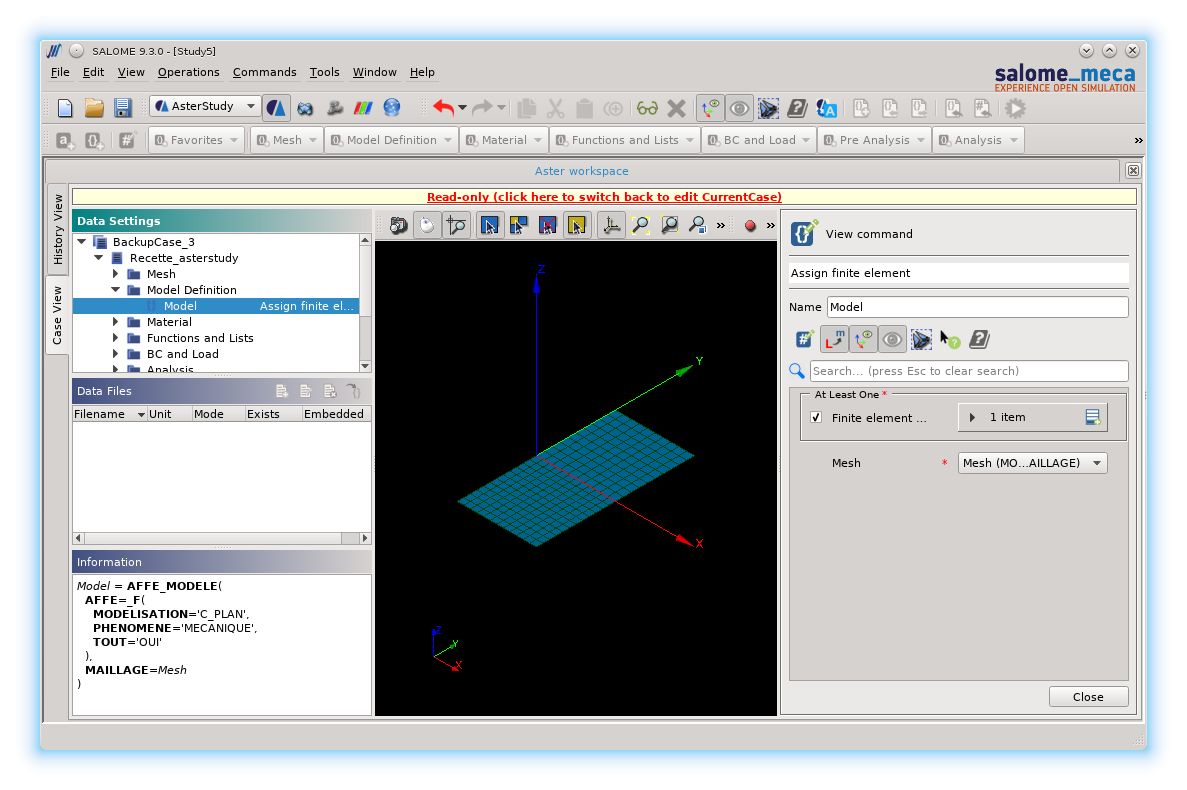 SALOME 9.3.0 - [Study5]
File Edit View Operations Commands Tools Window Help
salome_meca
EXPERIENCE OPEN SIMULATION
AsterStudy
Favorites Mesh Model Definition Material Functions and Lists BC and Load Pre Analysis Analysis »
Aster workspace
History View
Case View
Read-only (click here to switch back to edit CurrentCase)
Data Settings
BackupCase_3
Recette_asterstudy
Mesh
Model Definition
Model Assign finite el...
Material
Functions and Lists
BC and Load
Analysis
Data Files
Filename Unit Mode Exists Embedded
Information
Model = AFFE_MODELE(
AFFE=_F(
MODELISATION='C_PLAN',
PHENOMENE='MECANIQUE',
TOUT='OUI'
),
MAILLAGE=Mesh
)
» »
Z
Y
X
Z
Y
X
View command
Assign finite element
Name Model
Search... (press Esc to clear search)
At Least One *
Finite element ... 1 item
Mesh * Mesh (MO...AILLAGE)
Close